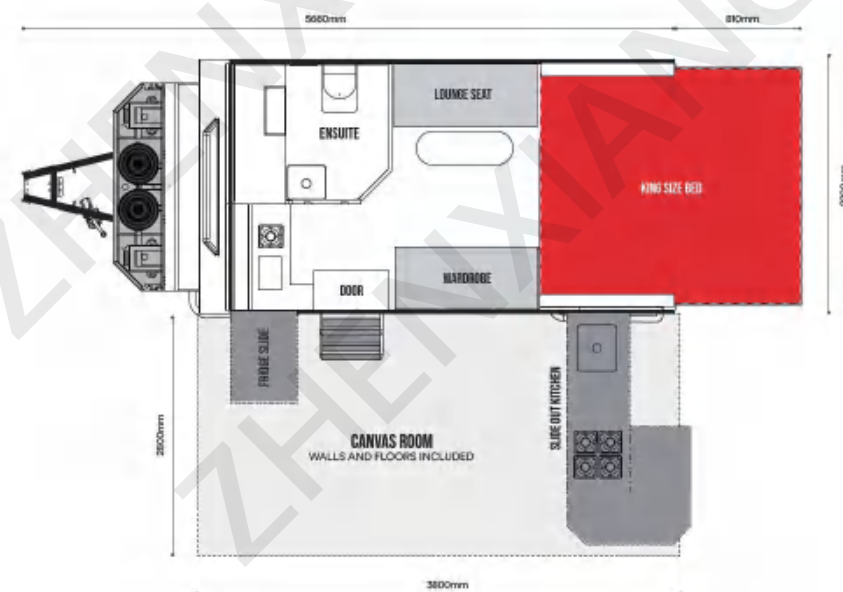 5660mm
810mm
LOUNGE SEAT
ENSUITE
KING SIZE BED
WARDROBE
DOOR
FRIDGE SLIDE
SLIDE OUT KITCHEN
2600mm
CANVAS ROOM
WALLS AND FLOORS INCLUDED
3800mm
ZHENXIANG
ZHENXIANG